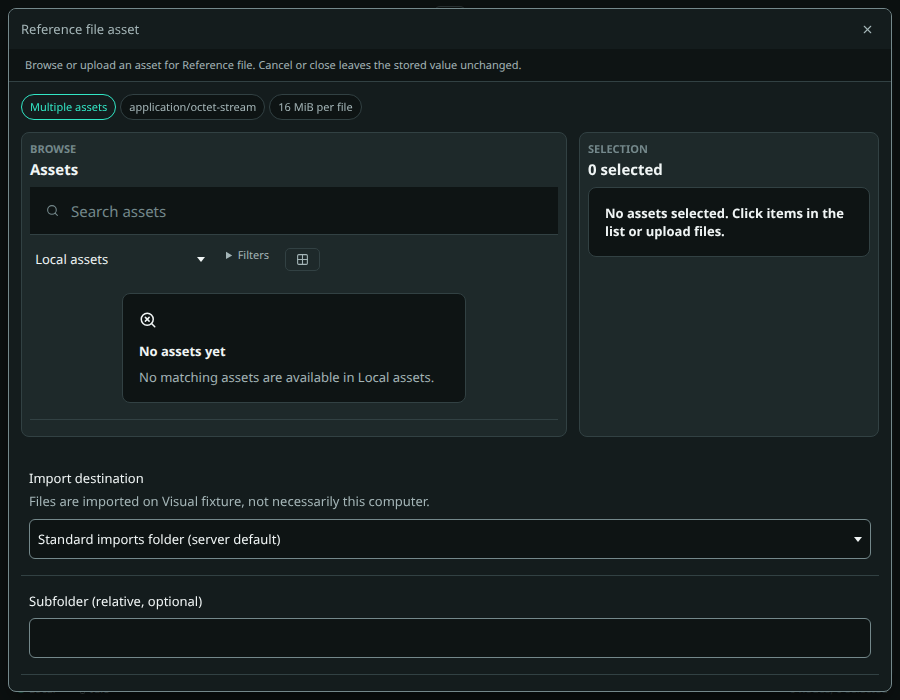 Reference file asset
Browse or upload an asset for Reference file. Cancel or close leaves the stored value unchanged.
Multiple assets
application/octet-stream
16 MiB per file
BROWSE
Assets
Search assets
Local assets
Filters
No assets yet
No matching assets are available in Local assets.
SELECTION
0 selected
No assets selected. Click items in the
list or upload files.
Import destination
Files are imported on Visual fixture, not necessarily this computer.
Standard imports folder (server default)
Subfolder (relative, optional)